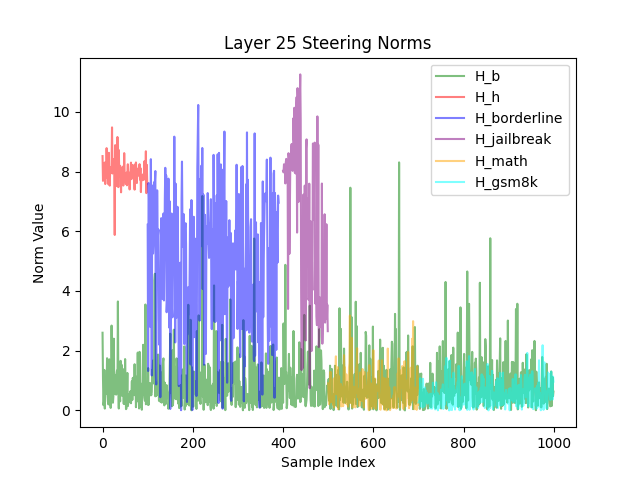 Layer 25 Steering Norms
H_b
H_h
H_borderline
H_jailbreak
H_math
H_gsm8k
Norm Value
10
8
6
4
2
0
0 200 400 600 800 1000
Sample Index